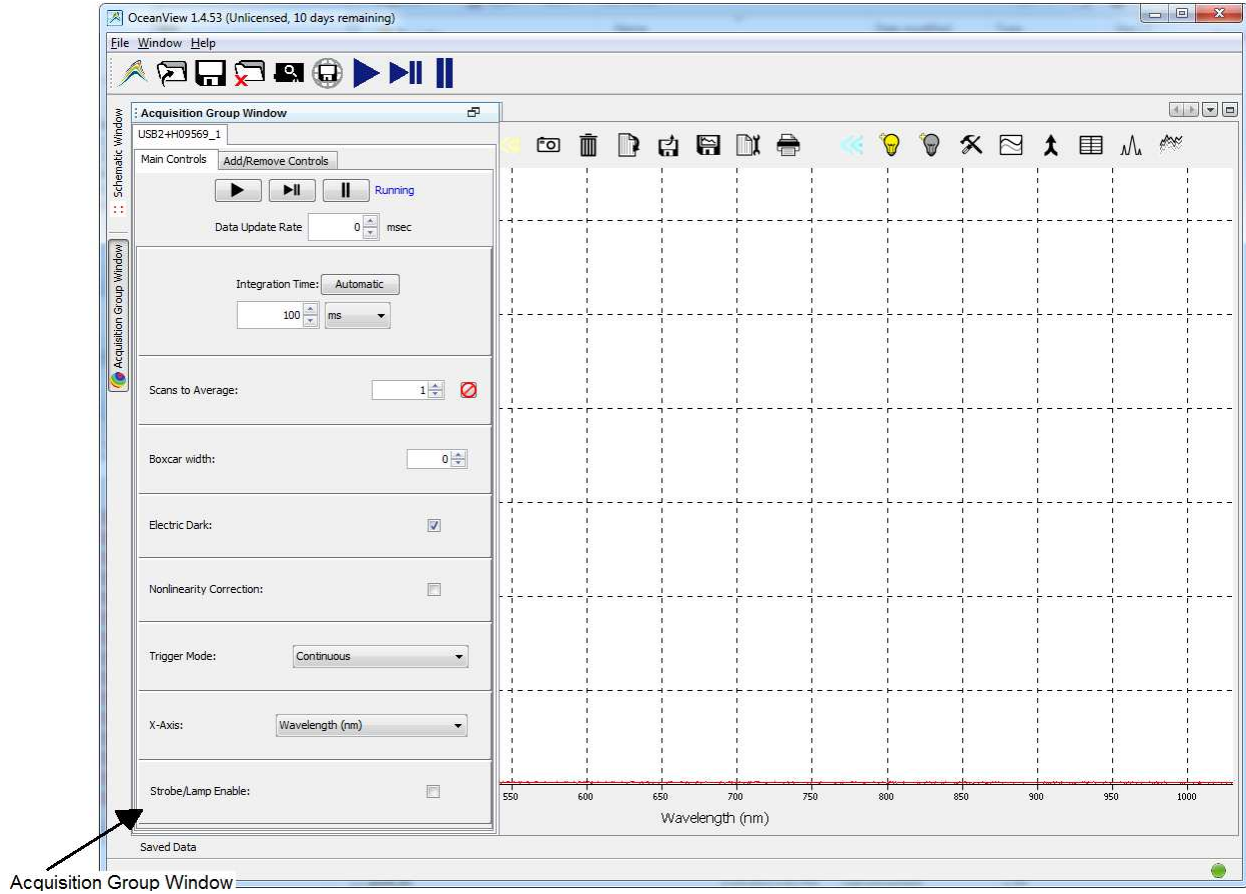 OceanView 1.4.53 (Unlicensed, 10 days remaining)
File Window Help
Schematic Window
Acquisition Group Window
Acquisition Group Window
USB2+H09569_1
Main Controls Add/Remove Controls
Running
Data Update Rate 0 msec
Integration Time: Automatic
100 ms
Scans to Average: 1
Boxcar width: 0
Electric Dark:
Nonlinearity Correction:
Trigger Mode: Continuous
X-Axis: Wavelength (nm)
Strobe/Lamp Enable:
550 600 650 700 750 800 850 900 950 1000
Wavelength (nm)
Saved Data
Acquisition Group Window